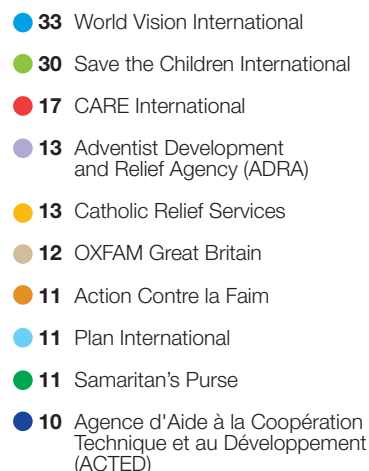 33 World Vision International
30 Save the Children International
17 CARE International
13 Adventist Development
and Relief Agency (ADRA)
13 Catholic Relief Services
12 OXFAM Great Britain
11 Action Contre la Faim
11 Plan International
11 Samaritan’s Purse
10 Agence d'Aide à la Coopération
Technique et au Développement
(ACTED)